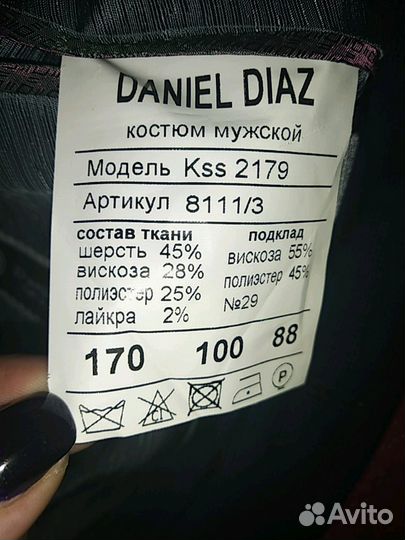 DANIEL DIAZ
костюм мужской
Модель Kss 2179
Артикул 8111/3
состав ткани подклад
шерсть 45% вискоза 55%
вискоза 28% полиэстер 45%
полиэстер 25% №29
лайкра 2%
170 100 88
CL P
Avito